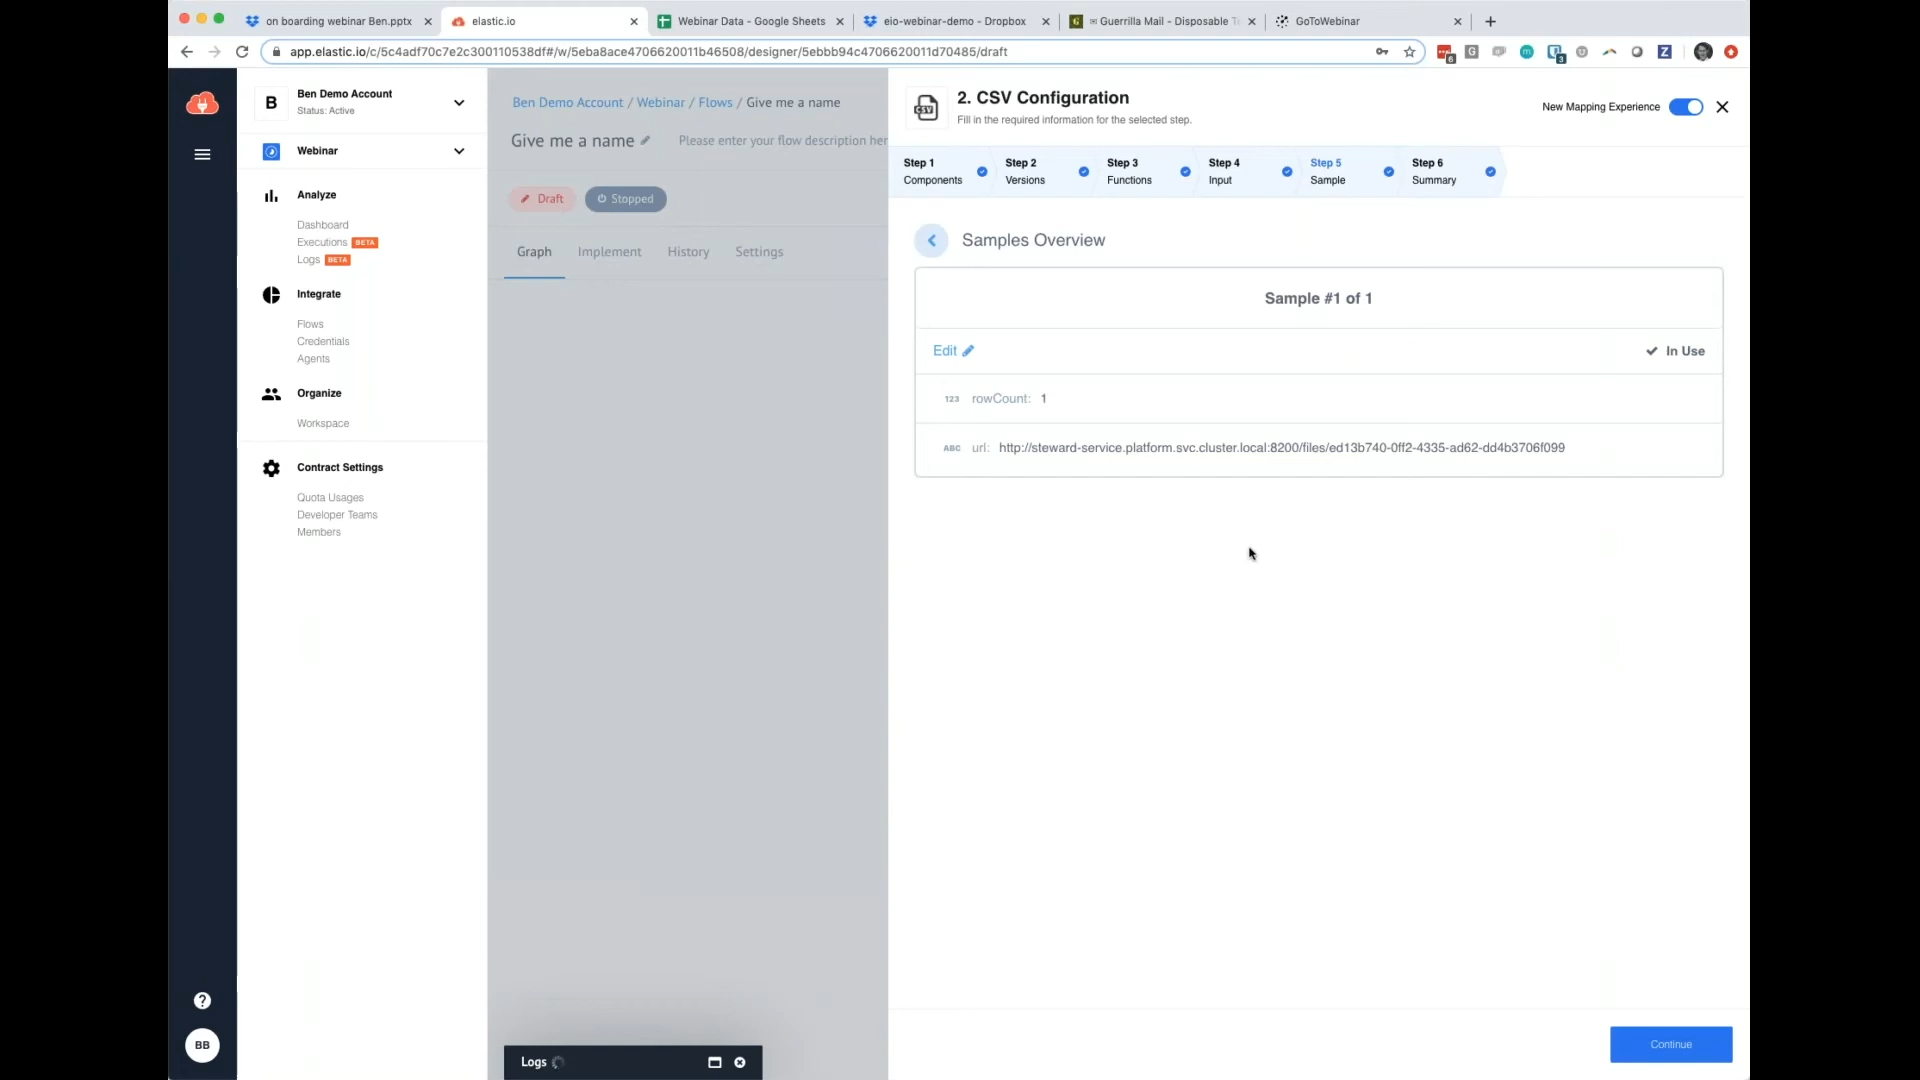 on boarding webinar Ben.pptx
elastic.io
Webinar Data - Google Sheets
eio-webinar-demo - Dropbox
Guerrilla Mail - Disposable T
GoToWebinar
app.elastic.io/c/5c4adf70c7e2c300110538df#/w/5eba8ace4706620011b46508/designer/5ebbb94c4706620011d70485/draft
B
Ben Demo Account
Status: Active
Webinar
Analyze
Dashboard
Executions BETA
Logs BETA
Integrate
Flows
Credentials
Agents
Organize
Workspace
Contract Settings
Quota Usages
Developer Teams
Members
?
BB
Ben Demo Account / Webinar / Flows / Give me a name
Give me a name
Please enter your flow description her
Draft
Stopped
Graph
Implement
History
Settings
Logs
CSV
2. CSV Configuration
Fill in the required information for the selected step.
New Mapping Experience
Step 1
Components
Step 2
Versions
Step 3
Functions
Step 4
Input
Step 5
Sample
Step 6
Summary
Samples Overview
Sample #1 of 1
Edit
In Use
123 rowCount: 1
ABC url: http://steward-service.platform.svc.cluster.local:8200/files/ed13b740-0ff2-4335-ad62-dd4b3706f099
Continue